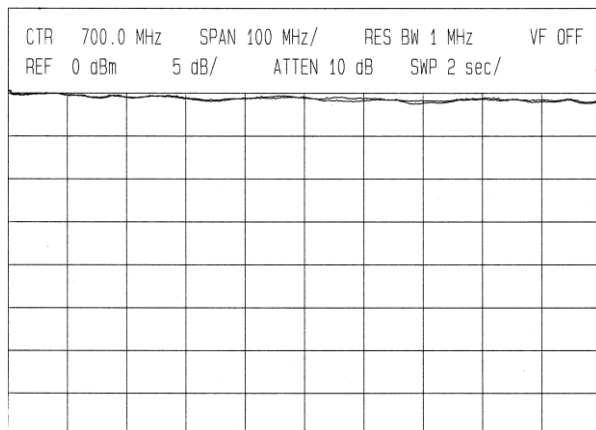 CTR 700.0 MHz SPAN 100 MHz/ RES BW 1 MHz VF OFF
REF 0 dBm 5 dB/ ATTEN 10 dB SWP 2 sec/